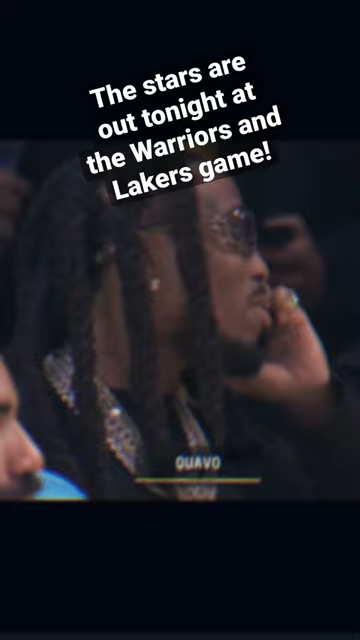 The stars are
out tonight at
the Warriors and
Lakers game!
QUAVO